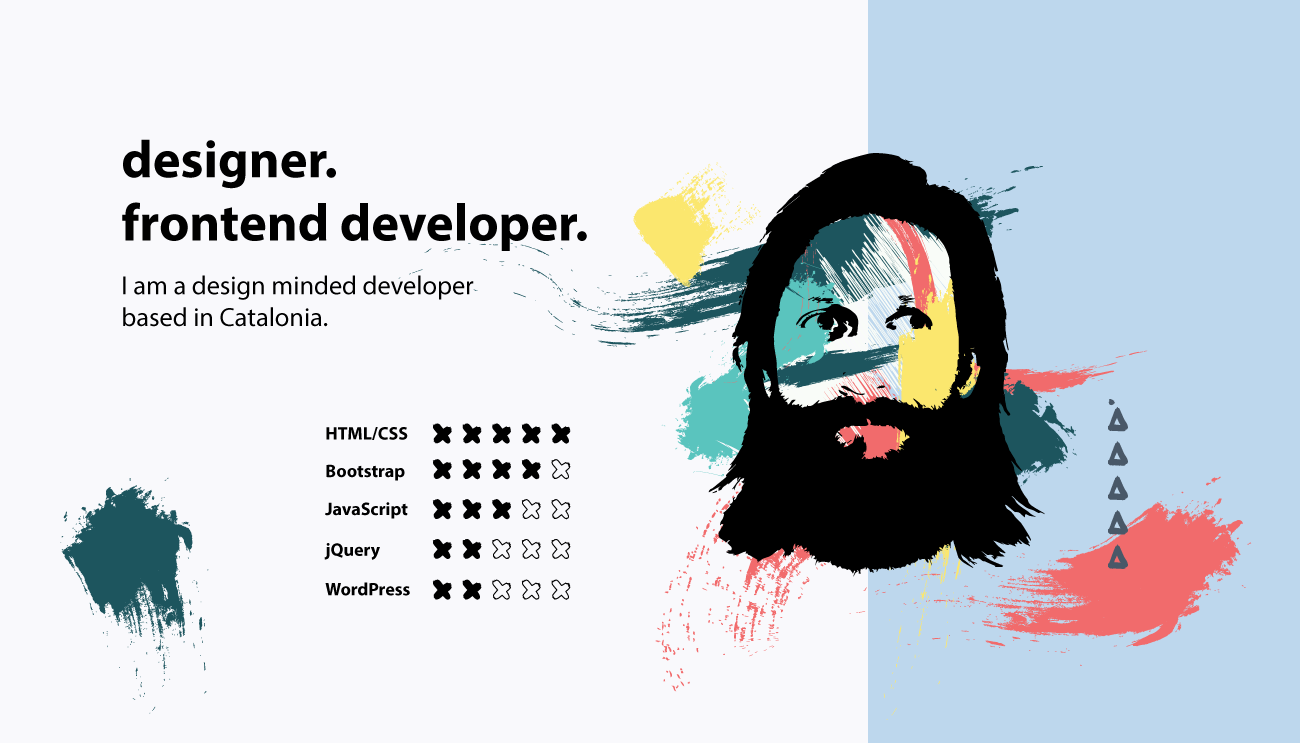 designer.
frontend developer.
I am a design minded developer
based in Catalonia.
HTML/CSS
Bootstrap
JavaScript
jQuery
WordPress